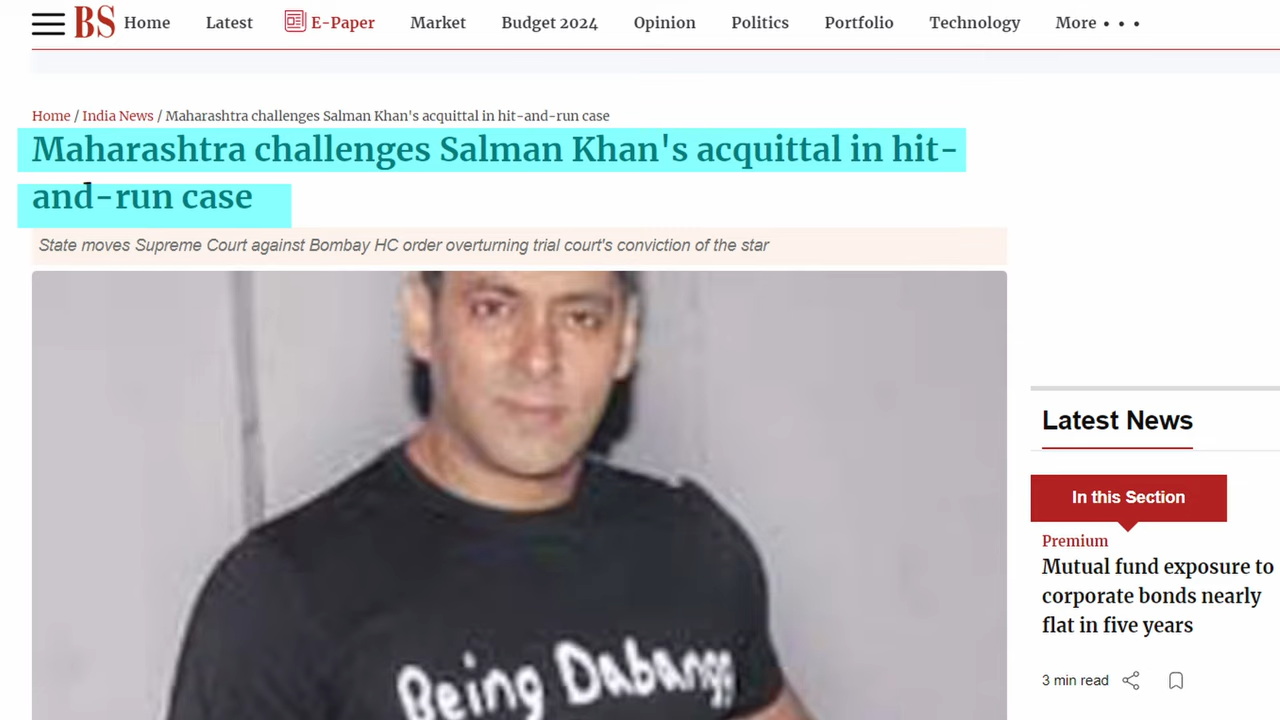 BS Home Latest E-Paper Market Budget 2024 Opinion Politics Portfolio Technology More
Home / India News / Maharashtra challenges Salman Khan's acquittal in hit-and-run case
Maharashtra challenges Salman Khan's acquittal in hit-
and-run case
State moves Supreme Court against Bombay HC order overturning trial court's conviction of the star
Being Dabangg
Latest News
In this Section
Premium
Mutual fund exposure to
corporate bonds nearly
flat in five years
3 min read